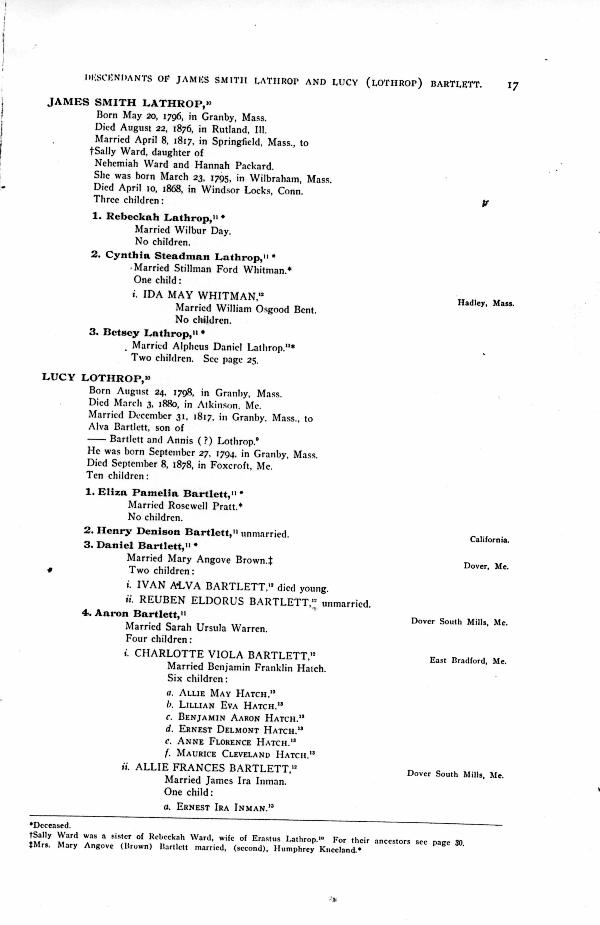 DESCENDANTS OF JAMES SMITH LATHROP AND LUCY (LOTHROP) BARTLETT. 17
JAMES SMITH LATHROP,¹⁰
Born May 20, 1796, in Granby, Mass.
Died August 22, 1876, in Rutland, Ill.
Married April 8, 1817, in Springfield, Mass., to
†Sally Ward, daughter of
Nehemiah Ward and Hannah Packard.
She was born March 23, 1795, in Wilbraham, Mass.
Died April 10, 1868, in Windsor Locks, Conn.
Three children:
1. Rebeckah Lathrop,¹¹*
Married Wilbur Day.
No children.
2. Cynthia Steadman Lathrop,¹¹*
Married Stillman Ford Whitman.*
One child:
i. IDA MAY WHITMAN,¹² Hadley, Mass.
Married William Osgood Bent.
No children.
3. Betsey Lathrop,¹¹*
Married Alpheus Daniel Lathrop.¹¹*
Two children. See page 25.
LUCY LOTHROP,¹⁰
Born August 24, 1798, in Granby, Mass.
Died March 3, 1880, in Atkinson, Me.
Married December 31, 1817, in Granby, Mass., to
Alva Bartlett, son of
—— Bartlett and Annis (?) Lothrop.⁹
He was born September 27, 1794, in Granby, Mass.
Died September 8, 1878, in Foxcroft, Me.
Ten children:
1. Eliza Pamelia Bartlett,¹¹*
Married Rosewell Pratt.*
No children.
2. Henry Denison Bartlett,¹¹ unmarried. California.
3. Daniel Bartlett,¹¹*
Married Mary Angove Brown.‡ Dover, Me.
Two children:
i. IVAN ALVA BARTLETT,¹² died young.
ii. REUBEN ELDORUS BARTLETT,¹² unmarried.
4. Aaron Bartlett,¹¹ Dover South Mills, Me.
Married Sarah Ursula Warren.
Four children:
i. CHARLOTTE VIOLA BARTLETT,¹² East Bradford, Me.
Married Benjamin Franklin Hatch.
Six children:
a. ALLIE MAY HATCH.¹³
b. LILLIAN EVA HATCH.¹³
c. BENJAMIN AARON HATCH.¹³
d. ERNEST DELMONT HATCH.¹³
e. ANNE FLORENCE HATCH.¹³
f. MAURICE CLEVELAND HATCH.¹³
ii. ALLIE FRANCES BARTLETT,¹² Dover South Mills, Me.
Married James Ira Inman.
One child:
a. ERNEST IRA INMAN.¹³
*Deceased.
†Sally Ward was a sister of Rebeckah Ward, wife of Erastus Lathrop.¹⁰ For their ancestors see page 30.
‡Mrs. Mary Angove (Brown) Bartlett married, (second), Humphrey Kneeland.*